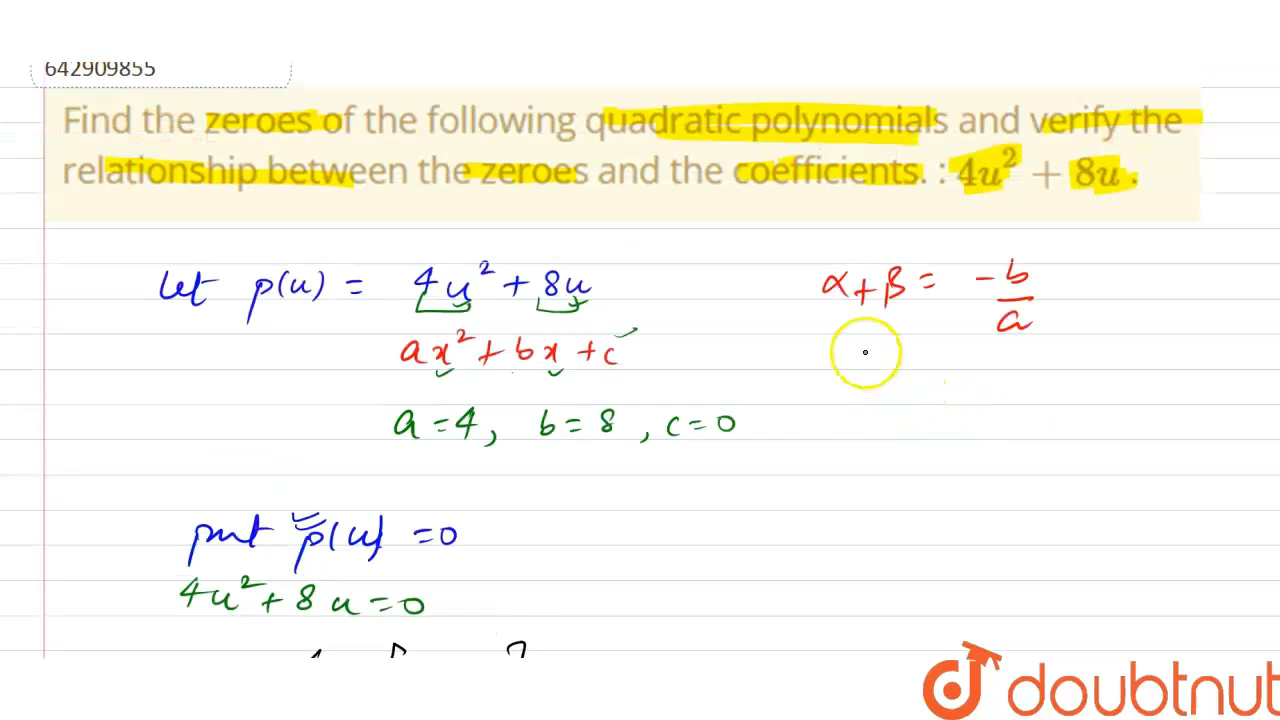 642909855
Find the zeroes of the following quadratic polynomials and verify the
relationship between the zeroes and the coefficients. : 4u² + 8u .
let p(u) = 4u² + 8u
ax² + bx + c
a = 4, b = 8 , c = 0
α + β = -b/a
put p(u) = 0
4u² + 8u = 0
doubtnut